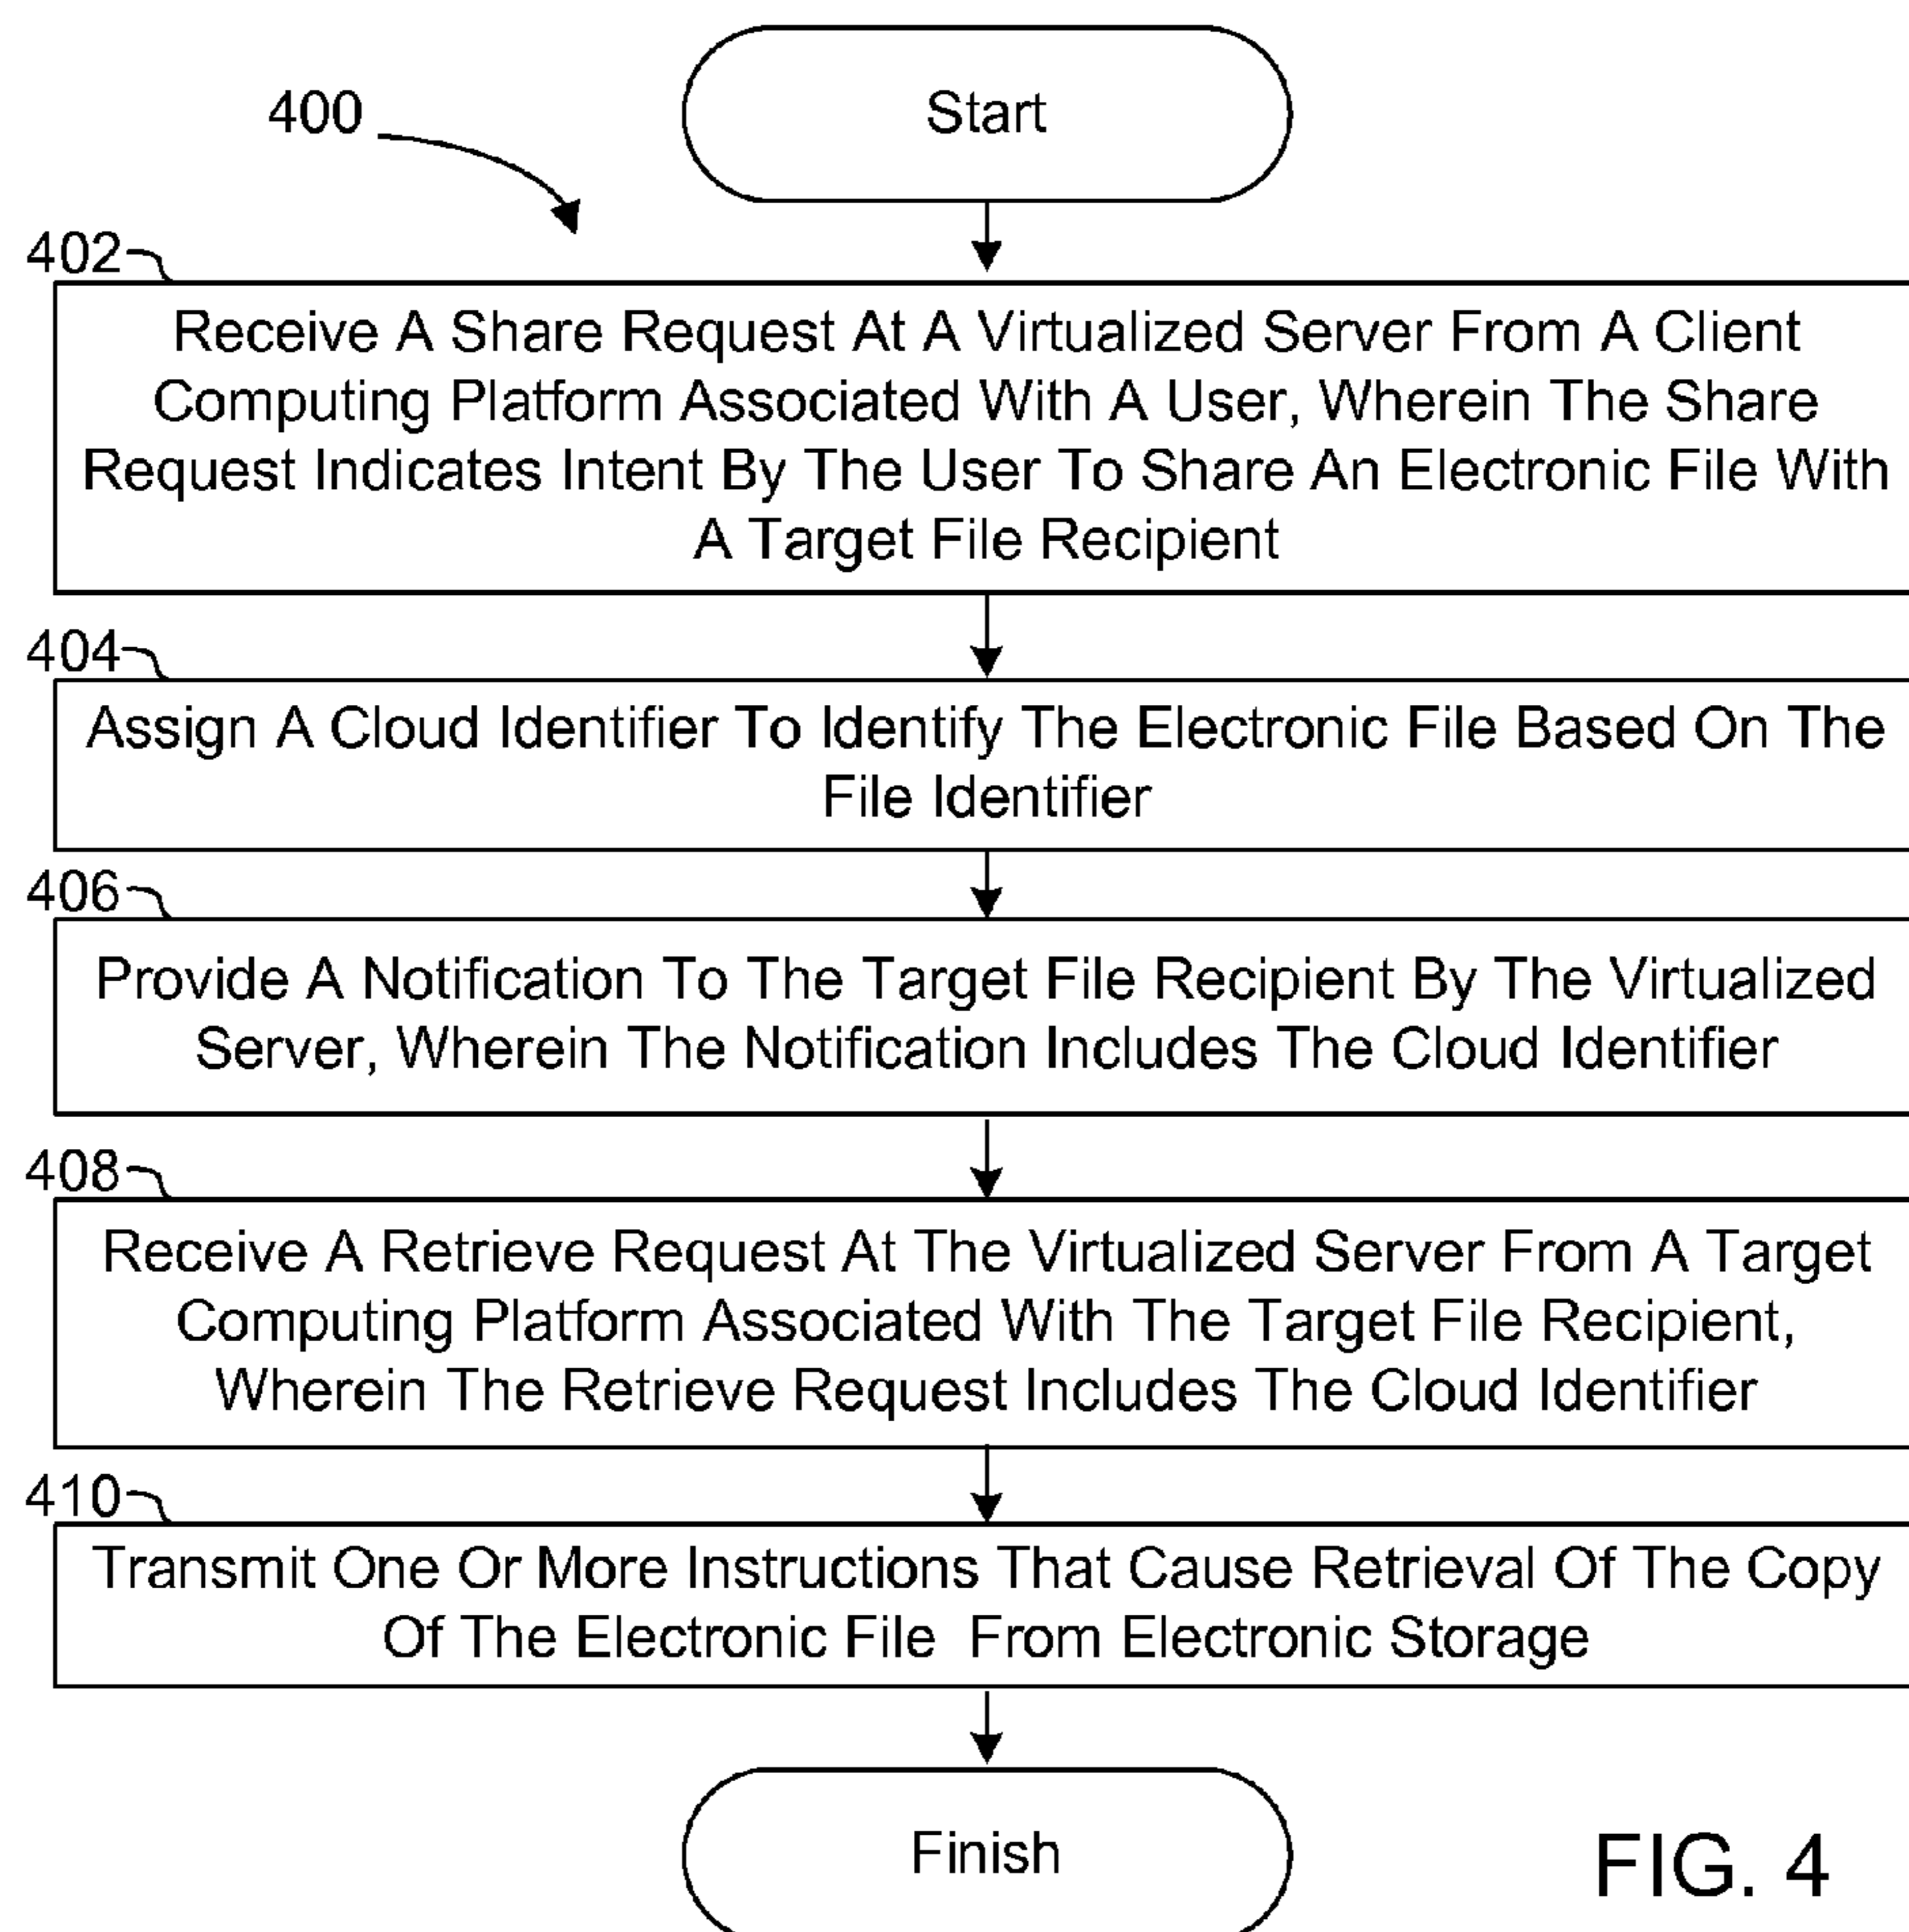 Start
400
402
Receive A Share Request At A Virtualized Server From A Client
Computing Platform Associated With A User, Wherein The Share
Request Indicates Intent By The User To Share An Electronic File With
A Target File Recipient
404
Assign A Cloud Identifier To Identify The Electronic File Based On The
File Identifier
406
Provide A Notification To The Target File Recipient By The Virtualized
Server, Wherein The Notification Includes The Cloud Identifier
408
Receive A Retrieve Request At The Virtualized Server From A Target
Computing Platform Associated With The Target File Recipient,
Wherein The Retrieve Request Includes The Cloud Identifier
410
Transmit One Or More Instructions That Cause Retrieval Of The Copy
Of The Electronic File From Electronic Storage
Finish
FIG. 4